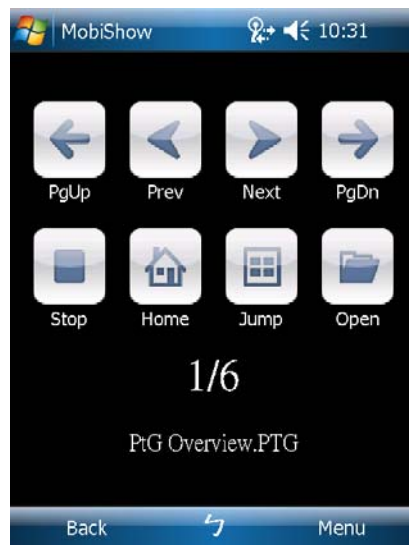 MobiShow 10:31
PgUp Prev Next PgDn
Stop Home Jump Open
1/6
PtG Overview.PTG
Back ㄅ Menu